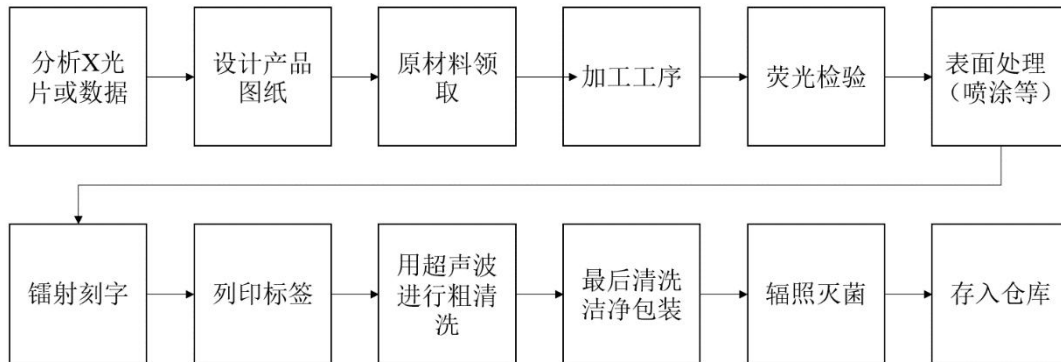 分析X光
片或数据
设计产品
图纸
原材料领
取
加工工序
荧光检验
表面处理
（喷涂等）
镭射刻字
列印标签
用超声波
进行粗清
洗
最后清洗
洁净包装
辐照灭菌
存入仓库